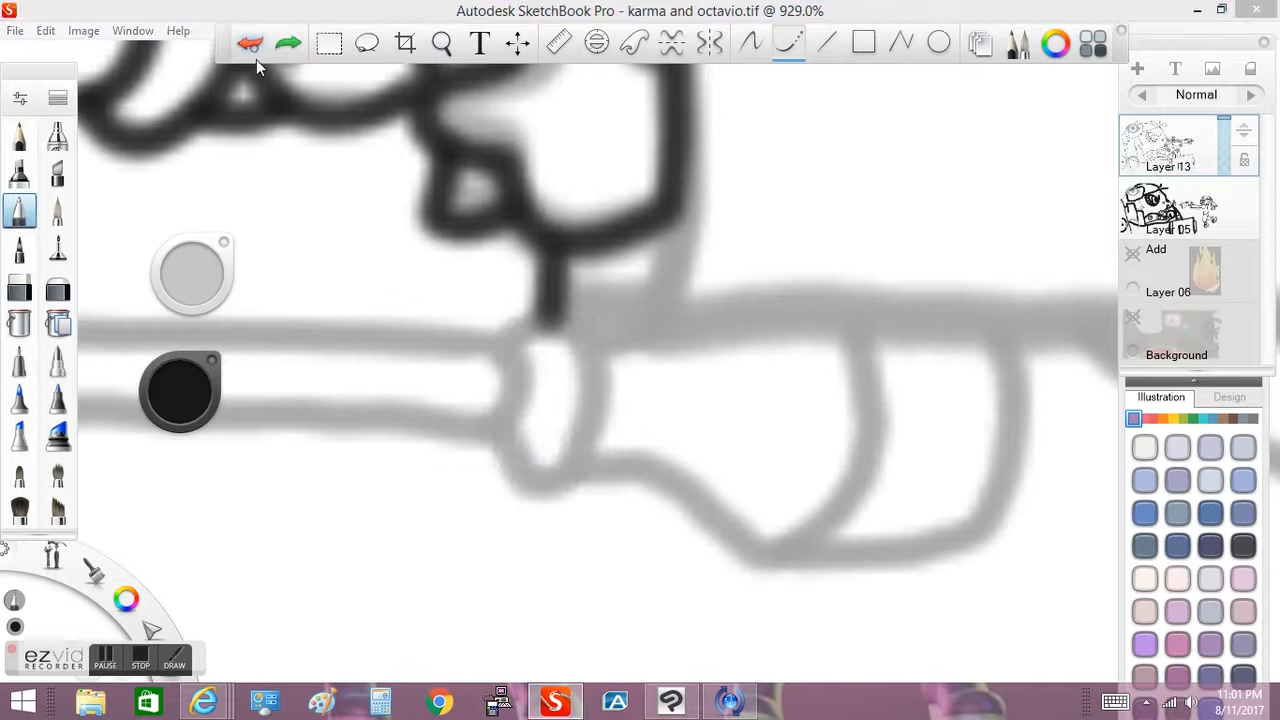 Autodesk SketchBook Pro - karma and octavio.tif @ 929.0%
File Edit Image Window Help
T
T
Normal
Layer 13
Layer 05
Add
Layer 06
Background
Illustration Design
ezvid
RECORDER
PAUSE STOP DRAW
11:01 PM
8/11/2017